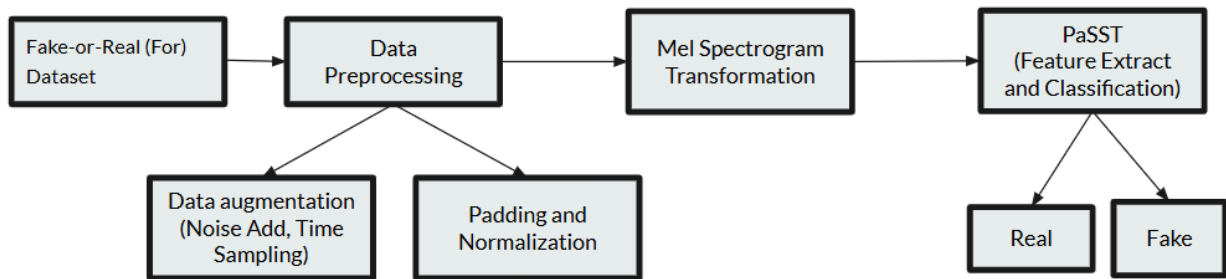 Fake-or-Real (For)
Dataset
Data
Preprocessing
Mel Spectrogram
Transformation
PaSST
(Feature Extract
and Classification)
Data augmentation
(Noise Add, Time
Sampling)
Padding and
Normalization
Real
Fake